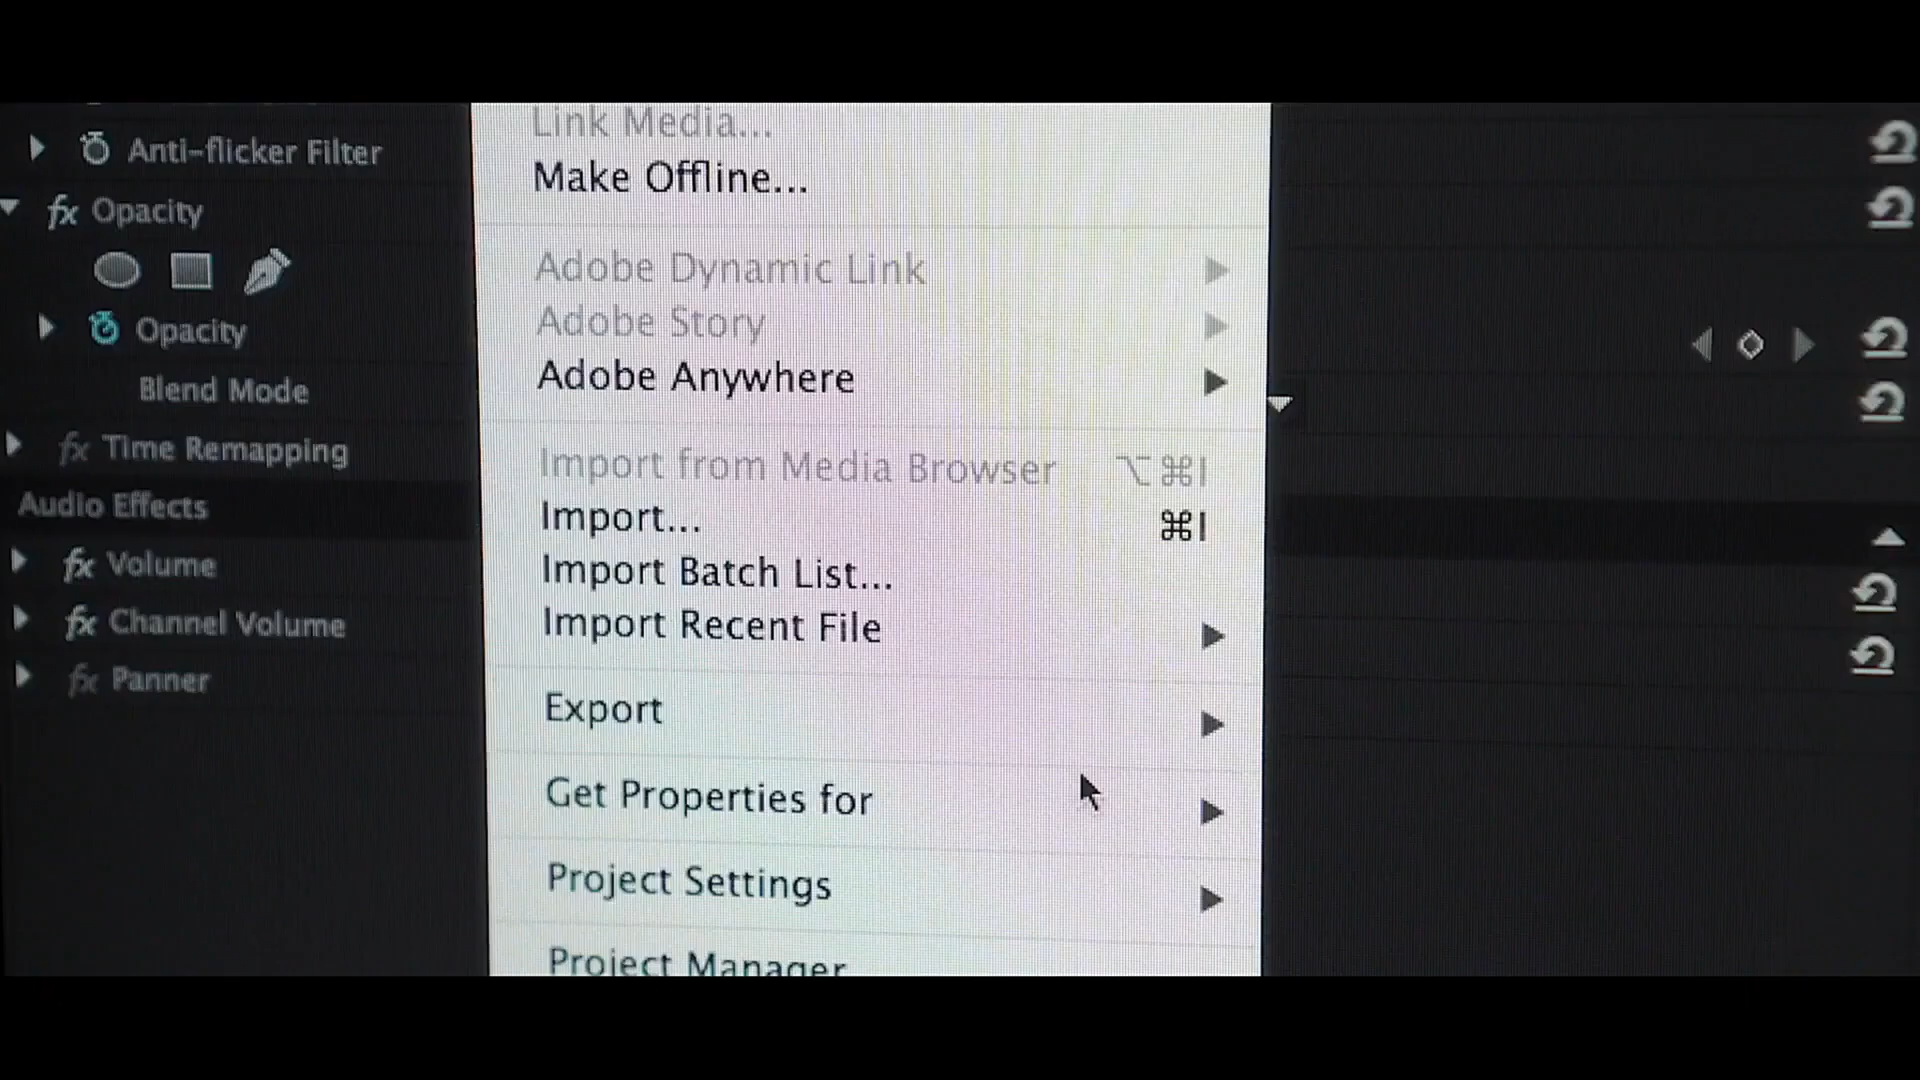 Anti-flicker Filter
fx Opacity
Opacity
Blend Mode
fx Time Remapping
Audio Effects
fx Volume
fx Channel Volume
fx Panner
Link Media...
Make Offline...
Adobe Dynamic Link
Adobe Story
Adobe Anywhere
Import from Media Browser ⌥⌘I
Import... ⌘I
Import Batch List...
Import Recent File
Export
Get Properties for
Project Settings
Project Manager